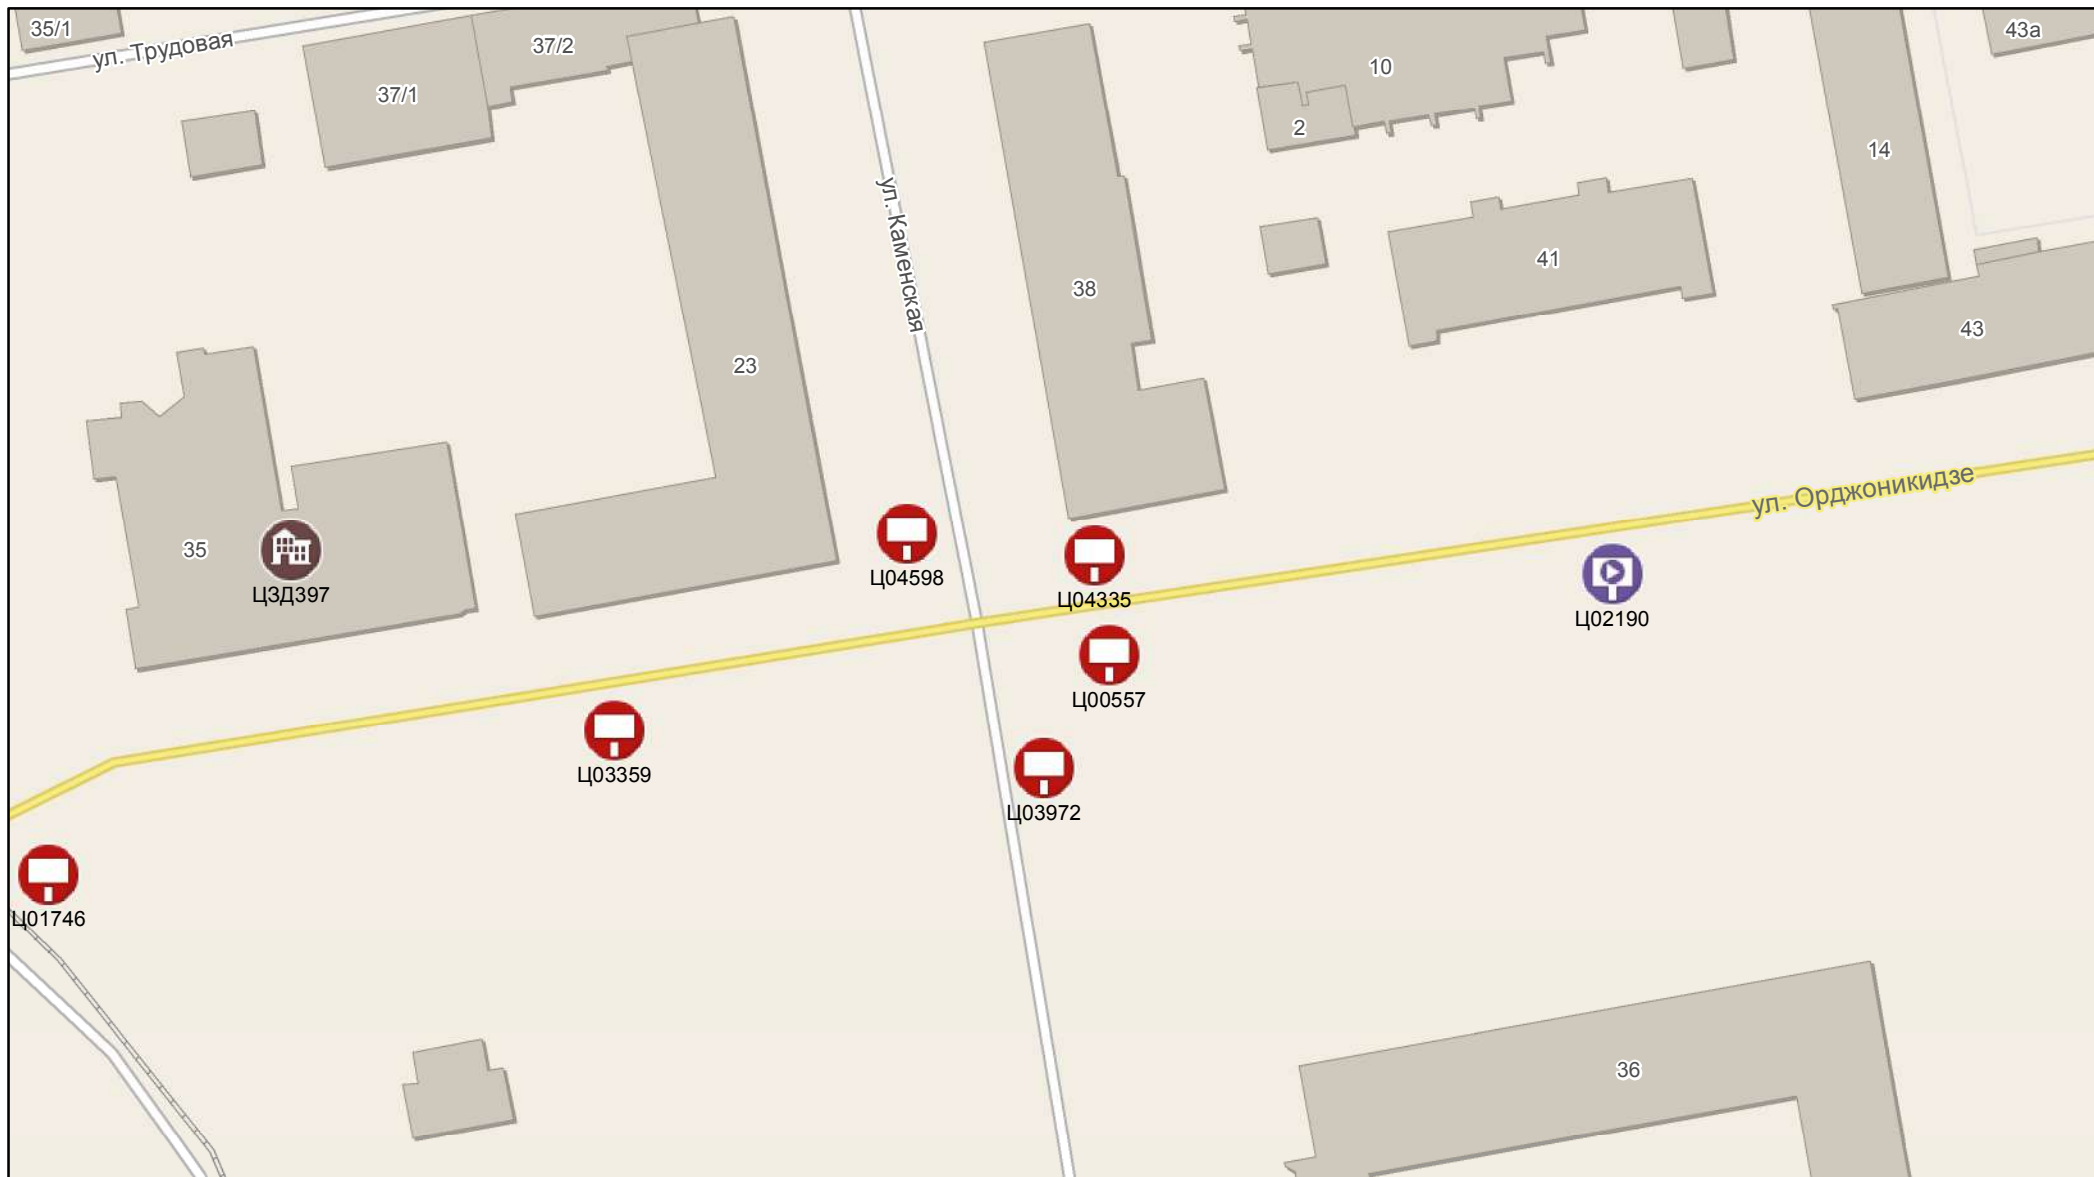 35/1
ул. Трудовая
37/2
37/1
10
2
43а
14
ул. Каменская
41
38
43
23
ул. Орджоникидзе
35
ЦЗД397
Ц04598
Ц04335
Ц02190
Ц00557
Ц03359
Ц03972
Ц01746
36